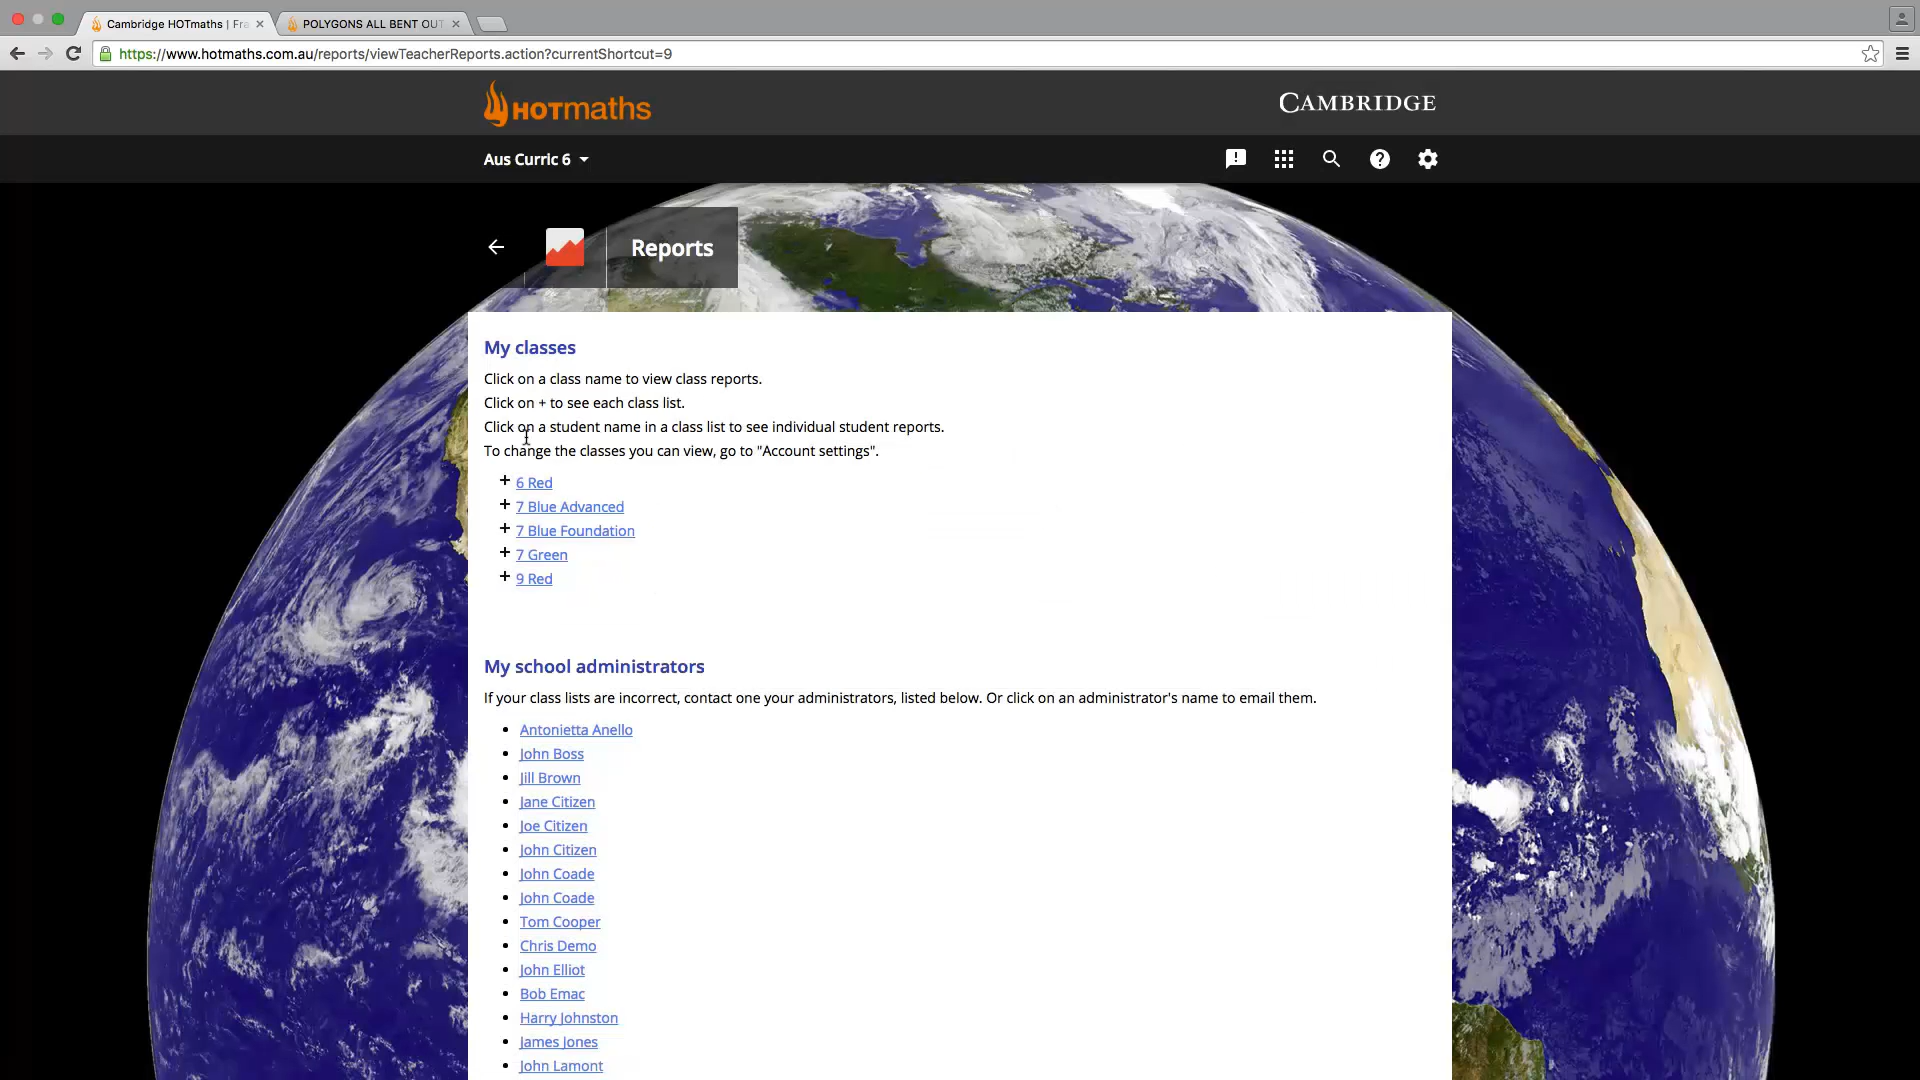 Cambridge HOTmaths | Fra
POLYGONS ALL BENT OUT
https://www.hotmaths.com.au/reports/viewTeacherReports.action?currentShortcut=9
HOTmaths
CAMBRIDGE
Aus Curric 6
Reports
My classes
Click on a class name to view class reports.
Click on + to see each class list.
Click on a student name in a class list to see individual student reports.
To change the classes you can view, go to "Account settings".
+ 6 Red
+ 7 Blue Advanced
+ 7 Blue Foundation
+ 7 Green
+ 9 Red
My school administrators
If your class lists are incorrect, contact one your administrators, listed below. Or click on an administrator's name to email them.
• Antonietta Anello
• John Boss
• Jill Brown
• Jane Citizen
• Joe Citizen
• John Citizen
• John Coade
• John Coade
• Tom Cooper
• Chris Demo
• John Elliot
• Bob Emac
• Harry Johnston
• James Jones
• John Lamont